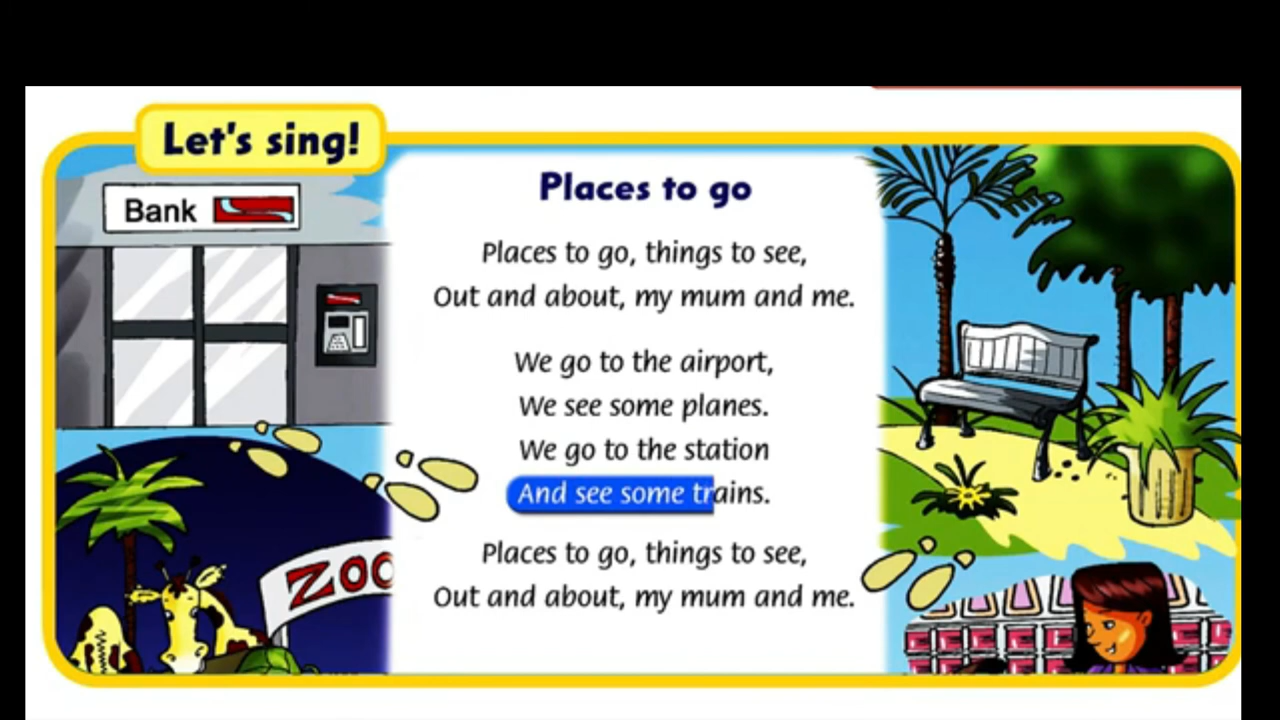 Let's sing!
Bank
Places to go
Places to go, things to see,
Out and about, my mum and me.
We go to the airport,
We see some planes.
We go to the station
And see some trains.
Places to go, things to see,
Out and about, my mum and me.
ZOO